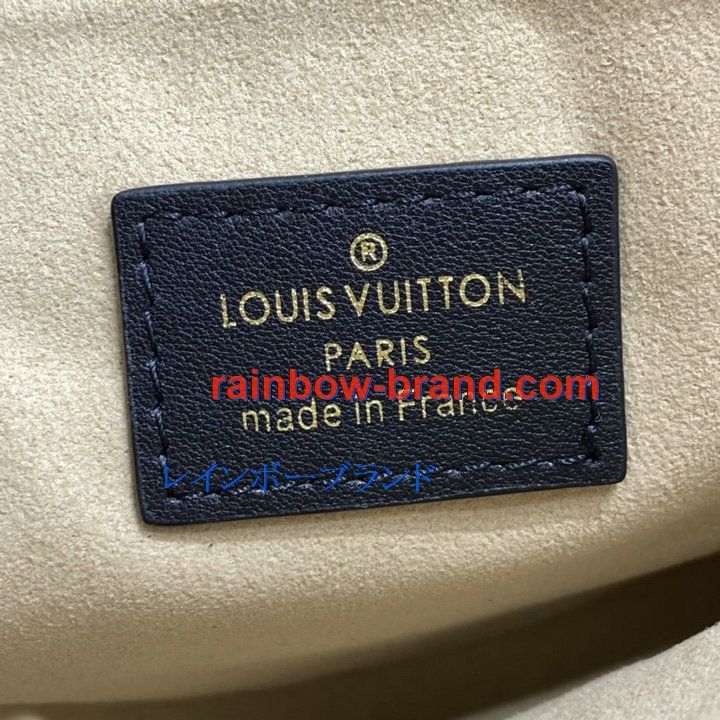 ®
LOUIS VUITTON
PARIS
rainbow-brand.com
made in France
レインボーブランド